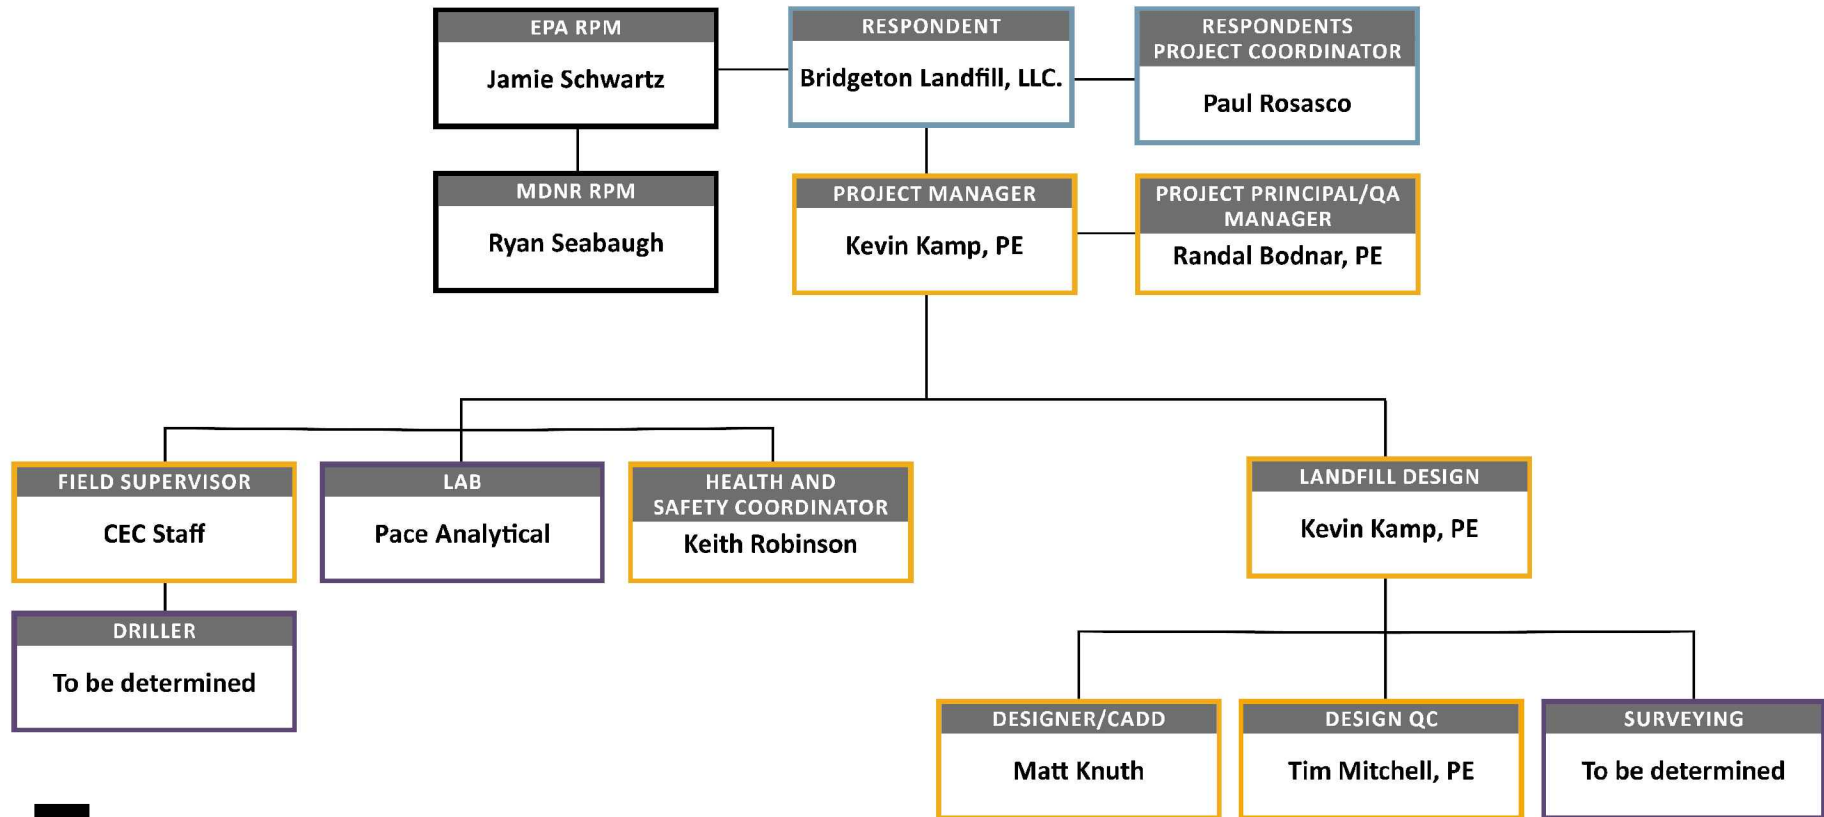 EPA RPM
Jamie Schwartz
RESPONDENT
Bridgeton Landfill, LLC.
RESPONDENTS
PROJECT COORDINATOR
Paul Rosasco
MDNR RPM
Ryan Seabaugh
PROJECT MANAGER
Kevin Kamp, PE
PROJECT PRINCIPAL/QA
MANAGER
Randal Bodnar, PE
FIELD SUPERVISOR
CEC Staff
LAB
Pace Analytical
HEALTH AND
SAFETY COORDINATOR
Keith Robinson
LANDFILL DESIGN
Kevin Kamp, PE
DRILLER
To be determined
DESIGNER/CADD
Matt Knuth
DESIGN QC
Tim Mitchell, PE
SURVEYING
To be determined